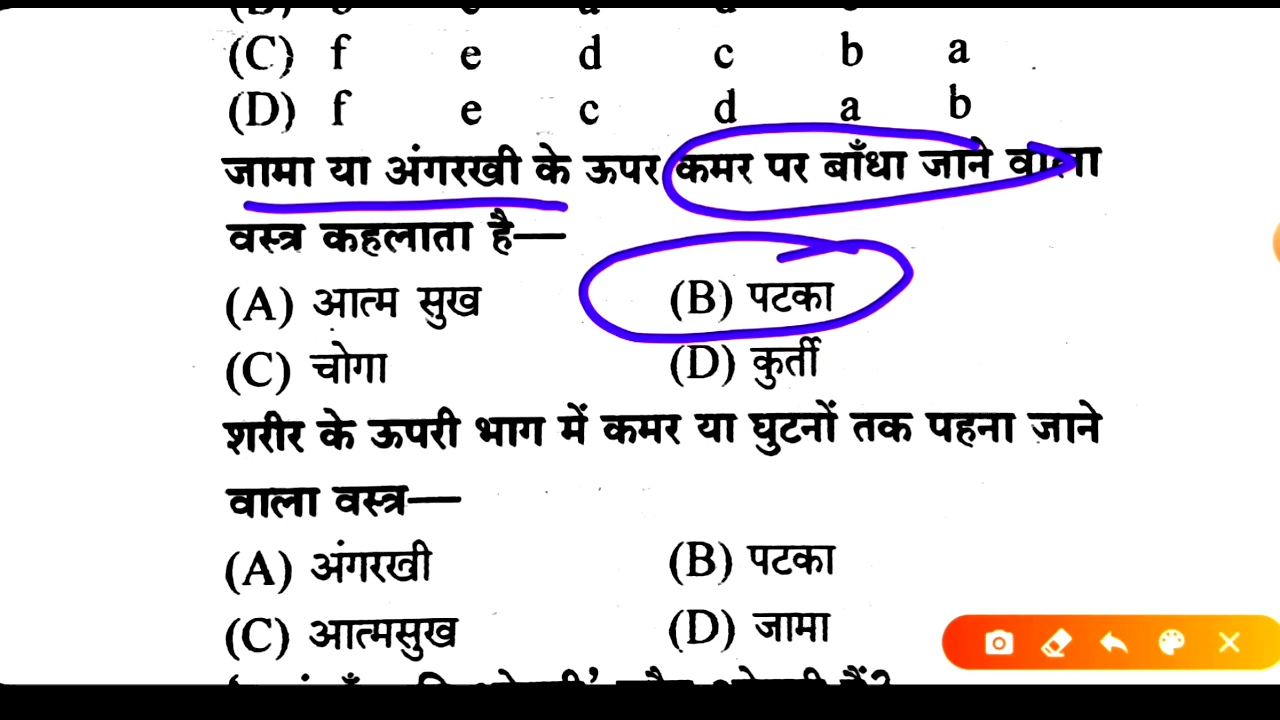 (C) f e d c b a
(D) f e c d a b
जामा या अंगरखी के ऊपर कमर पर बाँधा जाने वाला
वस्त्र कहलाता है—
(A) आत्म सुख (B) पटका
(C) चोगा (D) कुर्ती
शरीर के ऊपरी भाग में कमर या घुटनों तक पहना जाने
वाला वस्त्र—
(A) अंगरखी (B) पटका
(C) आत्मसुख (D) जामा